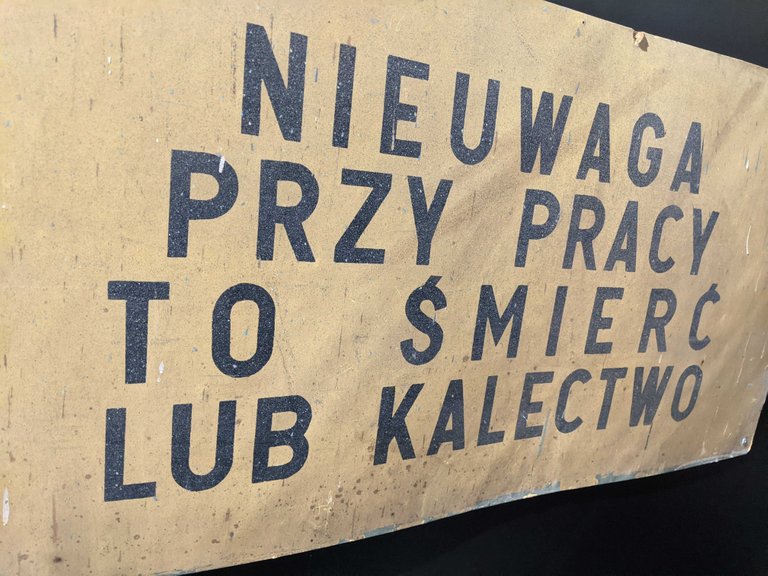 NIEUWAGA
PRZY PRACY
TO ŚMIERĆ
LUB KALECTWO